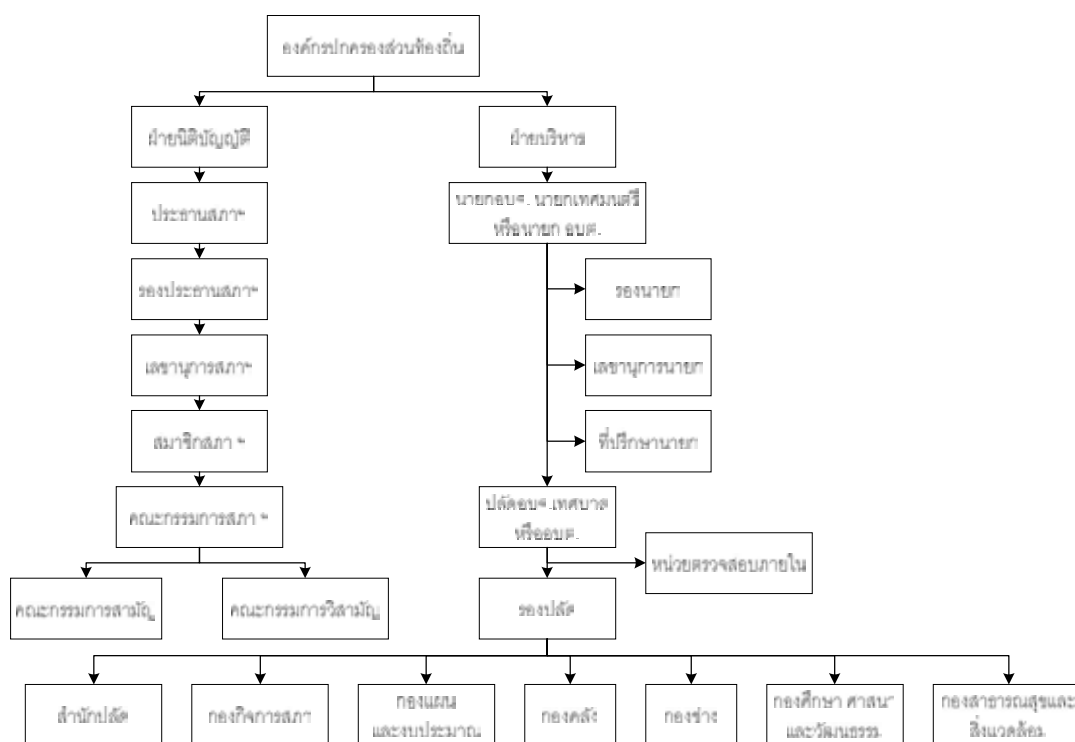 องค์กรปกครองส่วนท้องถิ่น
ฝ่ายนิติบัญญัติ
ฝ่ายบริหาร
ประธานสภาฯ
นายกอบจ. นายกเทศมนตรี
หรือนายก อบต.
รองประธานสภาฯ
รองนายก
เลขานุการสภาฯ
เลขานุการนายก
สมาชิกสภา ฯ
ที่ปรึกษานายก
คณะกรรมการสภา ฯ
ปลัดอบจ.เทศบาล
หรืออบต.
หน่วยตรวจสอบภายใน
คณะกรรมการสามัญ
คณะกรรมการวิสามัญ
รองปลัด
สำนักปลัด
กองกิจการสภา
กองแผน
และงบประมาณ
กองคลัง
กองช่าง
กองศึกษา ศาสนา
และวัฒนธรรม
กองสาธารณสุขและ
สิ่งแวดล้อม